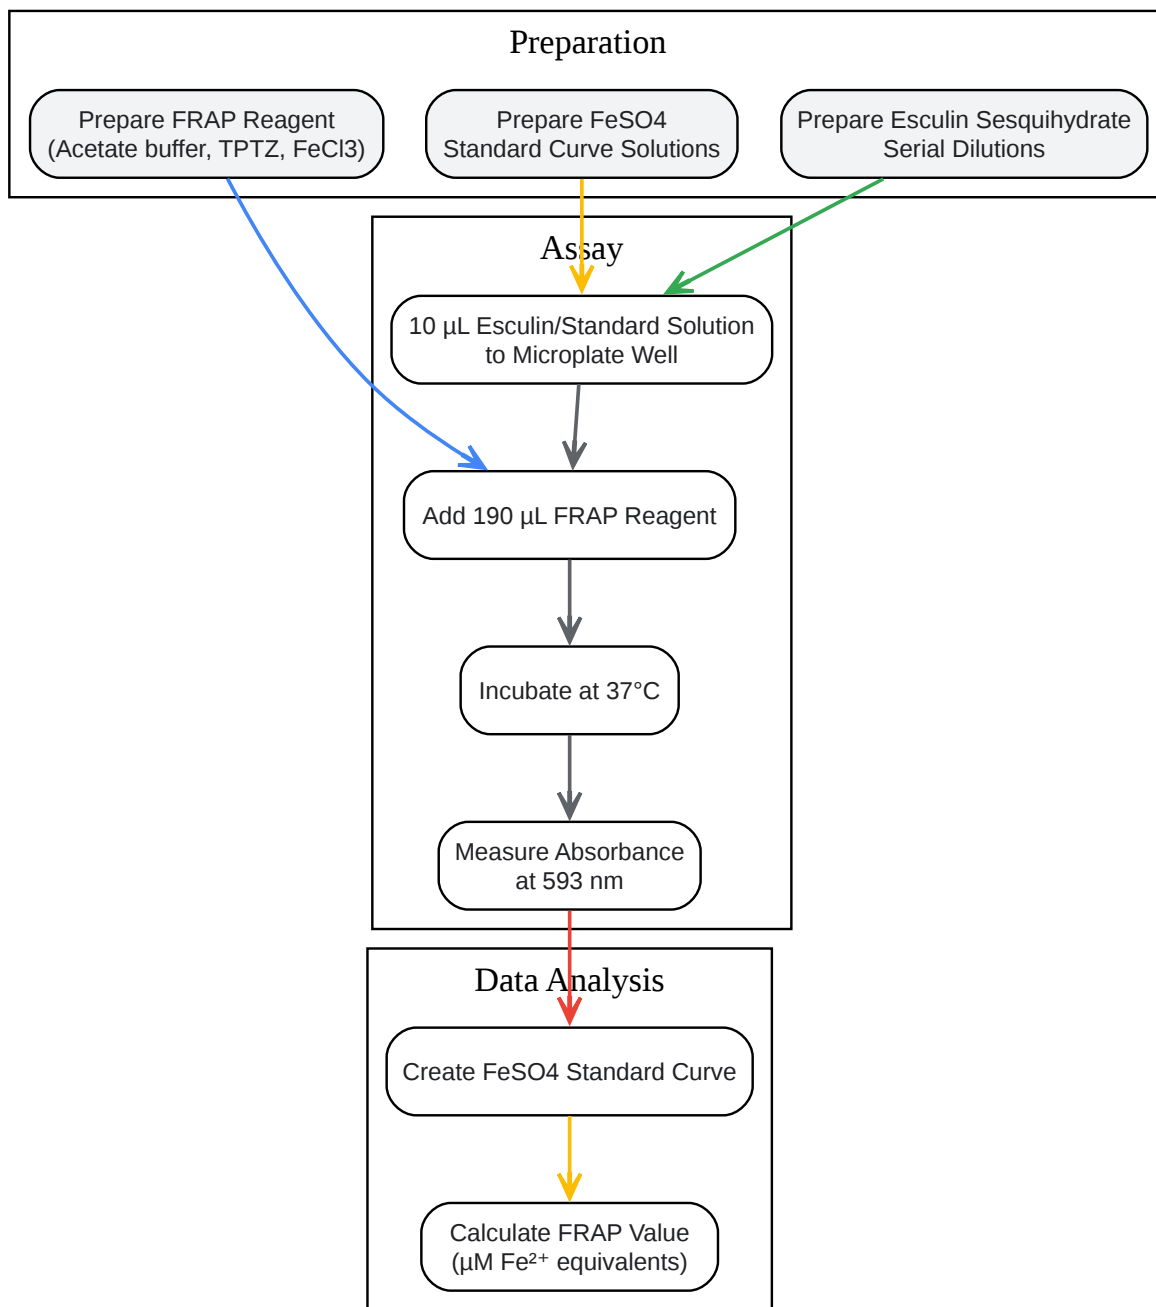 Preparation
Prepare FRAP Reagent
(Acetate buffer, TPTZ, FeCl3)
Prepare FeSO4
Standard Curve Solutions
Prepare Esculin Sesquihydrate
Serial Dilutions
Assay
10 µL Esculin/Standard Solution
to Microplate Well
Add 190 µL FRAP Reagent
Incubate at 37°C
Measure Absorbance
at 593 nm
Data Analysis
Create FeSO4 Standard Curve
Calculate FRAP Value
(µM Fe²⁺ equivalents)